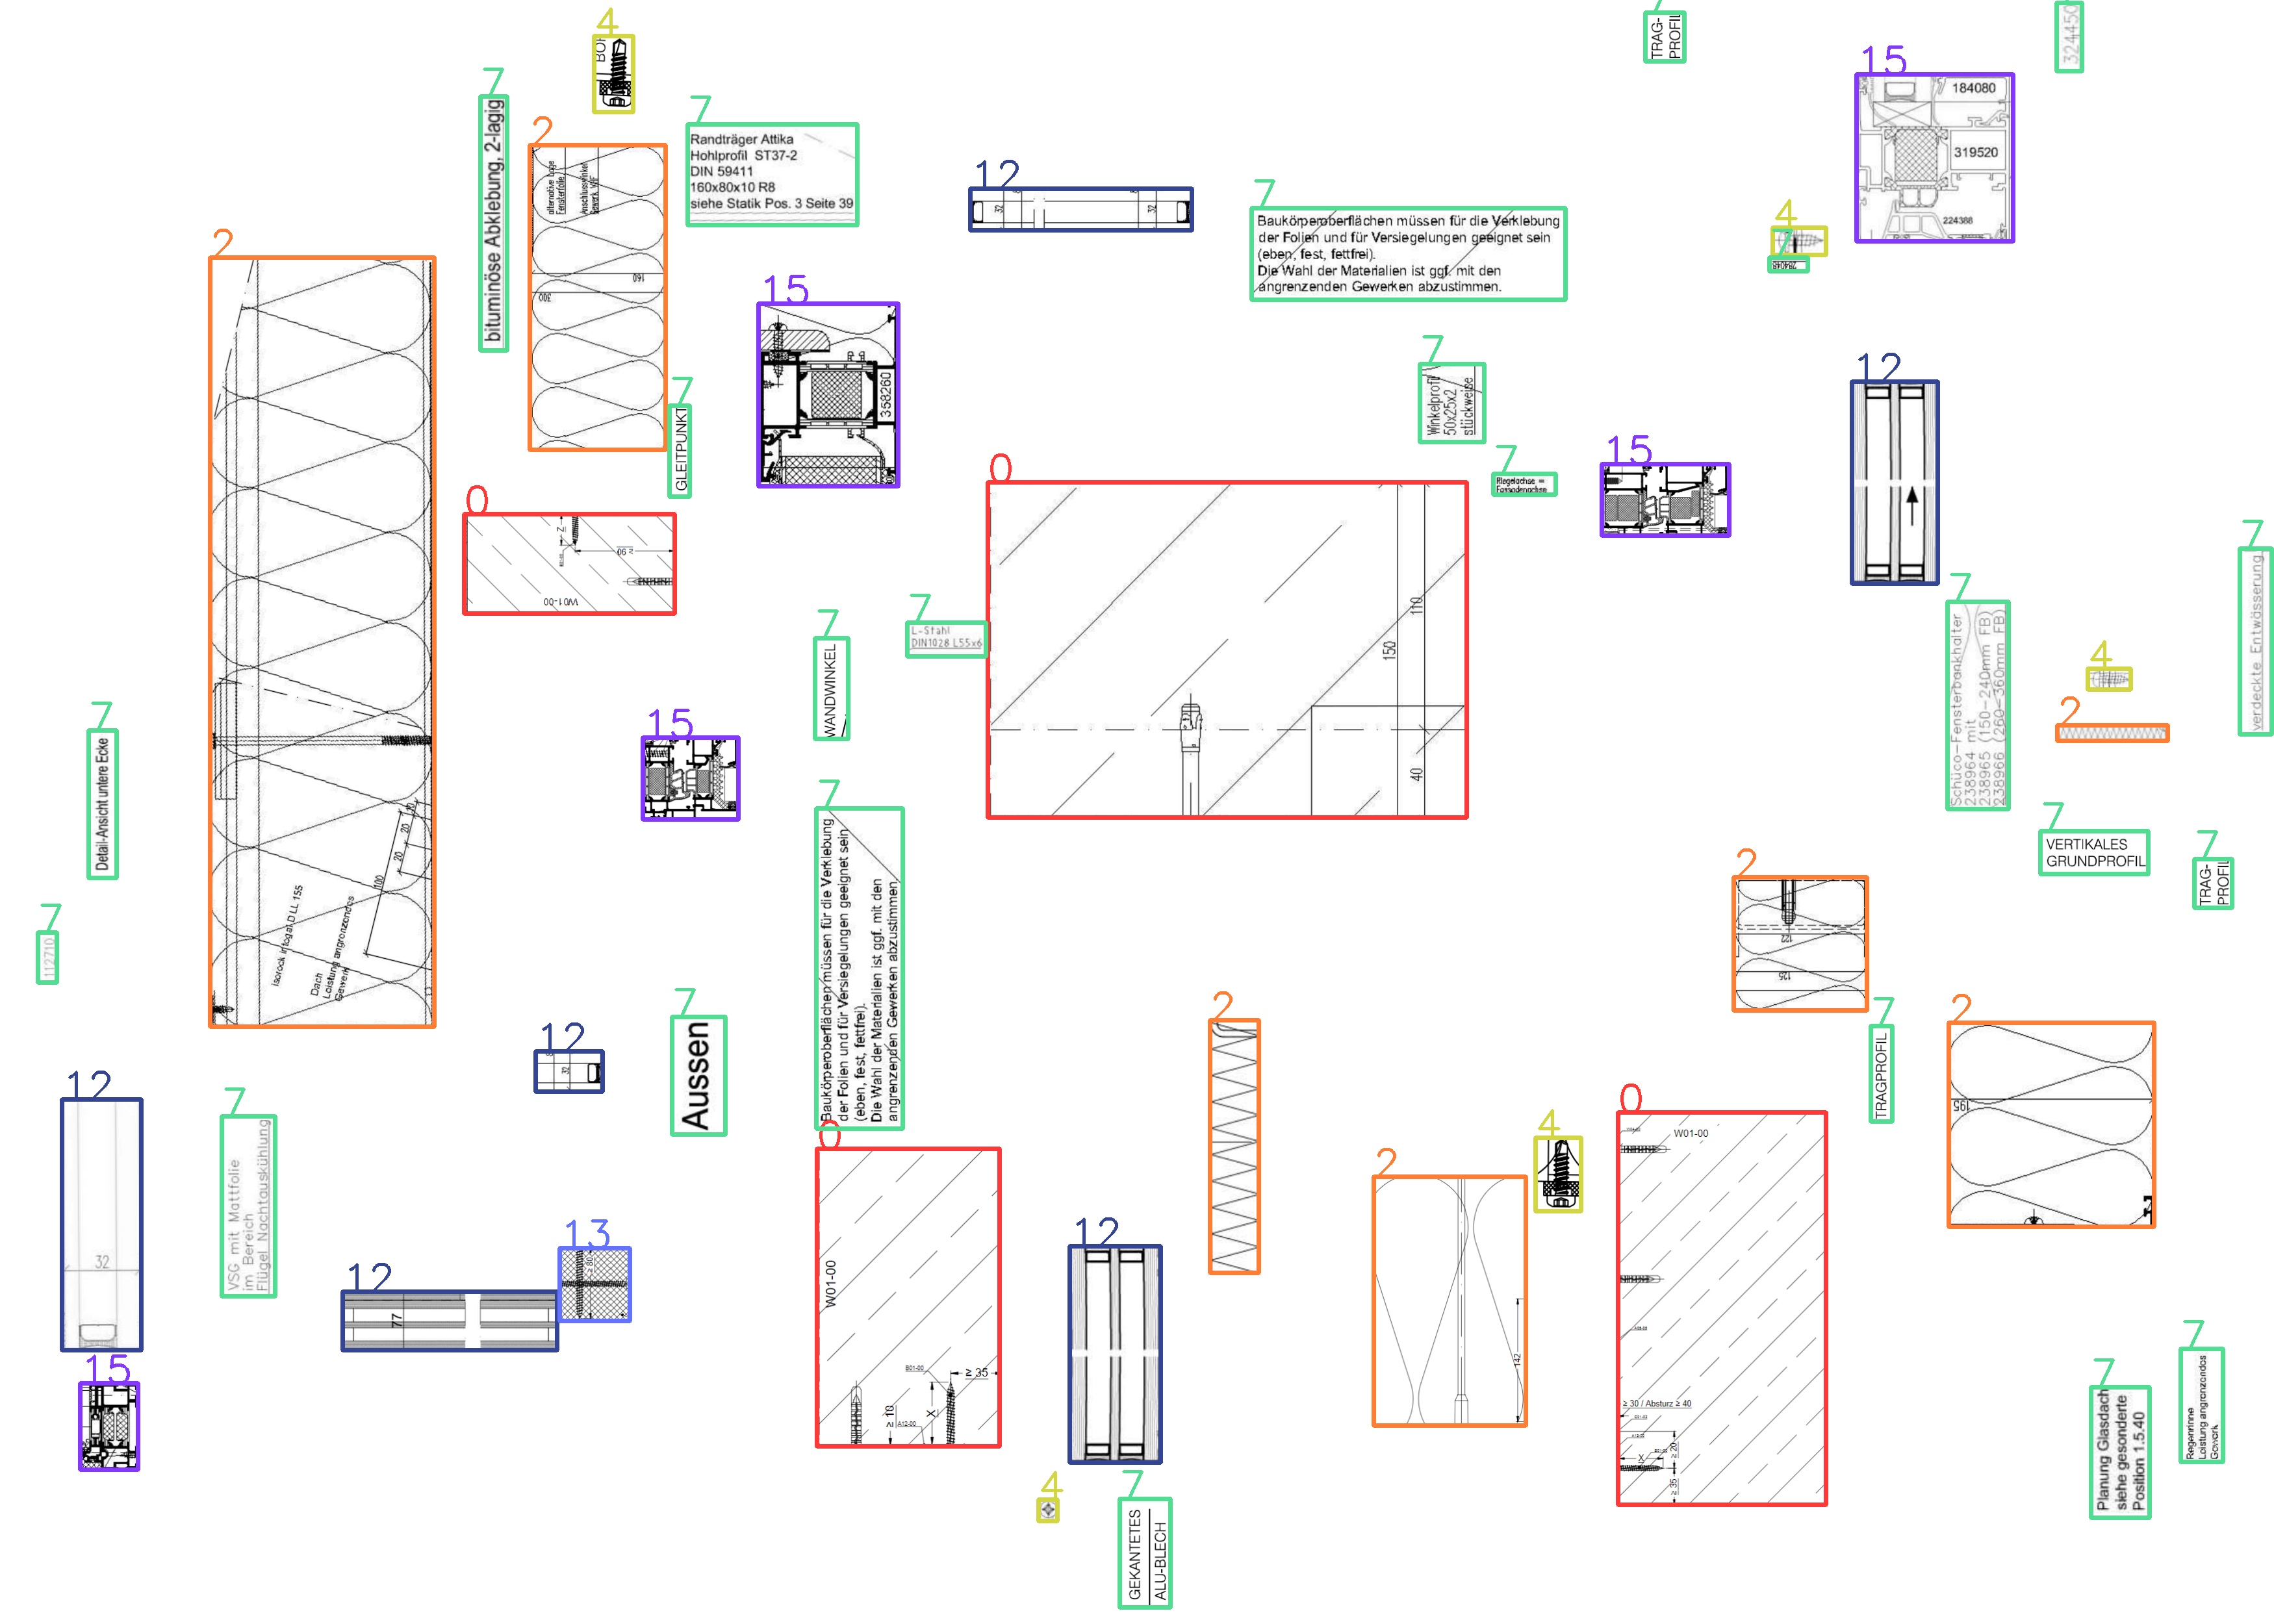 4
7
TRAG-
PROFIL
7
324450
15
184080
319520
224388
7
bituminöse Abklebung, 2-lagig
2
alternative Lage
Fensterfolie
Anschlusswinkel
160
300
7
Randträger Attika
Hohlprofil ST37-2
DIN 59411
160x80x10 R8
siehe Statik Pos. 3 Seite 39
12
32
32
7
Baukörperoberflächen müssen für die Verklebung
der Folien und für Versiegelungen geeignet sein
(eben, fest, fettfrei).
Die Wahl der Materialien ist ggf. mit den
angrenzenden Gewerken abzustimmen.
4
7
284048
2
15
358260
7
Winkelprofil
50x25x2
stückweise
12
7
GLEITPUNKT
0
110
150
40
7
Riegelachse =
Fassadenachse
15
0
Z
≥ 90
W01-00
7
verdeckte Entwässerung
7
L-Stahl
DIN1028 L55x6
7
WANDWINKEL
7
Schüco-Fensterbankhalter
238964 mit
238965 (150-240mm FB)
238966 (260-360mm FB)
4
2
15
7
Detail-Ansicht untere Ecke
20
20
100
Isorock Intogal D LL 155
Dach
Leistung angrenzendes
Gewerk
7
Baukörperoberflächen müssen für die Verklebung
der Folien und für Versiegelungen geeignet sein
(eben, fest, fettfrei).
Die Wahl der Materialien ist ggf. mit den
angrenzenden Gewerken abzustimmen
7
VERTIKALES
GRUNDPROFIL
7
TRAG-
PROFIL
2
122
125
7
112710
7
Aussen
2
7
TRAGPROFIL
2
195
12
8
32
12
32
7
VSG mit Mattfolie
im Bereich
Flügel Nachtauskühlung
0
W01-00
B01-00
≥ 35
≥ 10
X
A12-00
4
0
W01-00
≥ 30 / Absturz ≥ 40
X
≥ 20
≥ 35
2
142
13
≥ 80
12
77
12
15
7
Regenrinne
Leistung angrenzendes
Gewerk
7
Planung Glasdach
siehe gesonderte
Position 1.5.40
4
7
GEKANTETES
ALU-BLECH